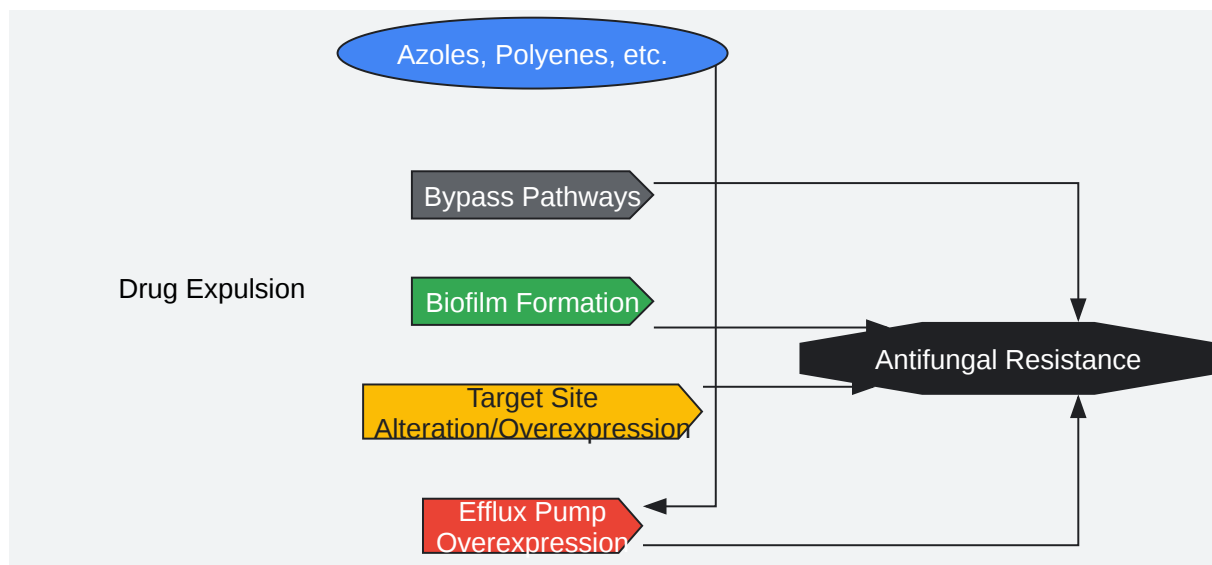 Azoles, Polyenes, etc.
Bypass Pathways
Drug Expulsion
Biofilm Formation
Antifungal Resistance
Target Site
Alteration/Overexpression
Efflux Pump
Overexpression